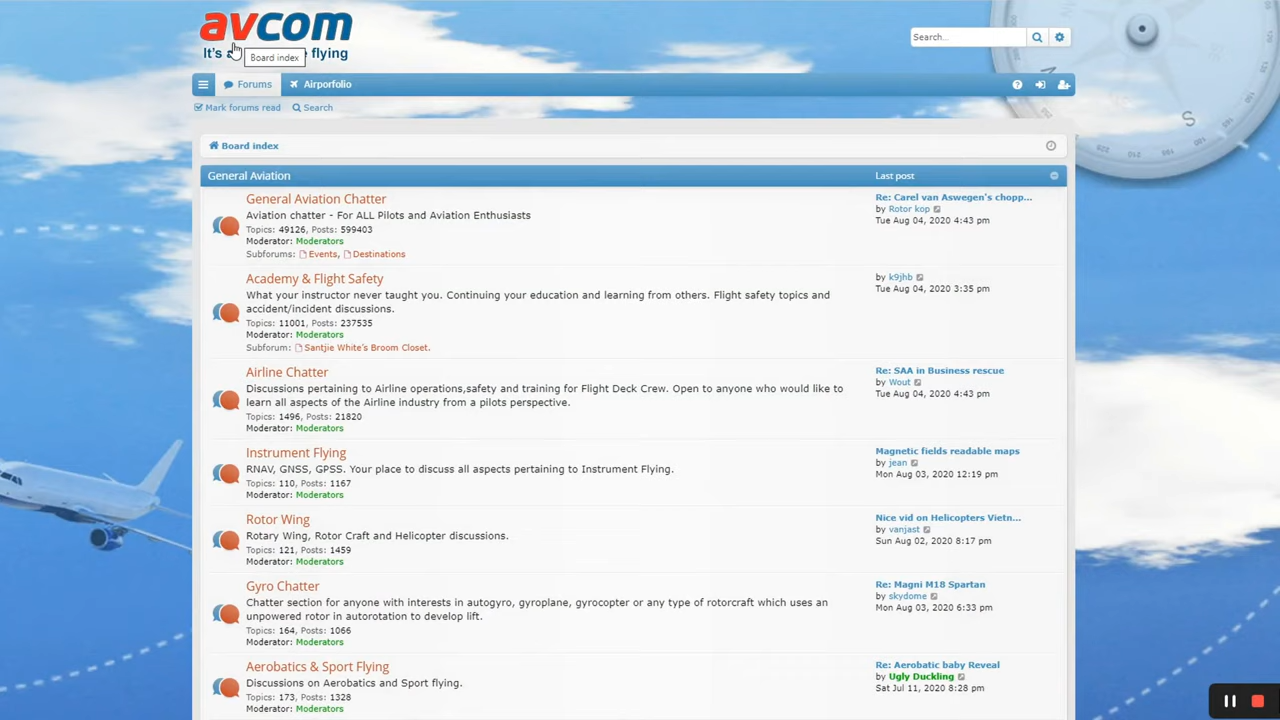 avcom
It's a flying
Board index
Search...
Forums
Airporfolio
Mark forums read
Search
Board index
General Aviation
Last post
General Aviation Chatter
Aviation chatter - For ALL Pilots and Aviation Enthusiasts
Topics: 49126, Posts: 599403
Moderator: Moderators
Subforums: Events, Destinations
Re: Carel van Aswegen's chopp...
by Rotor kop
Tue Aug 04, 2020 4:43 pm
Academy & Flight Safety
What your instructor never taught you. Continuing your education and learning from others. Flight safety topics and
accident/incident discussions.
Topics: 11001, Posts: 237535
Moderator: Moderators
Subforum: Santjie White's Broom Closet.
by k9jhb
Tue Aug 04, 2020 3:35 pm
Airline Chatter
Discussions pertaining to Airline operations,safety and training for Flight Deck Crew. Open to anyone who would like to
learn all aspects of the Airline industry from a pilots perspective.
Topics: 1496, Posts: 21820
Moderator: Moderators
Re: SAA in Business rescue
by Wout
Tue Aug 04, 2020 4:43 pm
Instrument Flying
RNAV, GNSS, GPSS. Your place to discuss all aspects pertaining to Instrument Flying.
Topics: 110, Posts: 1167
Moderator: Moderators
Magnetic fields readable maps
by jean
Mon Aug 03, 2020 12:19 pm
Rotor Wing
Rotary Wing, Rotor Craft and Helicopter discussions.
Topics: 121, Posts: 1459
Moderator: Moderators
Nice vid on Helicopters Vietn...
by vanjast
Sun Aug 02, 2020 8:17 pm
Gyro Chatter
Chatter section for anyone with interests in autogyro, gyroplane, gyrocopter or any type of rotorcraft which uses an
unpowered rotor in autorotation to develop lift.
Topics: 164, Posts: 1066
Moderator: Moderators
Re: Magni M18 Spartan
by skydome
Mon Aug 03, 2020 6:33 pm
Aerobatics & Sport Flying
Discussions on Aerobatics and Sport flying.
Topics: 173, Posts: 1328
Moderator: Moderators
Re: Aerobatic baby Reveal
by Ugly Duckling
Sat Jul 11, 2020 8:28 pm